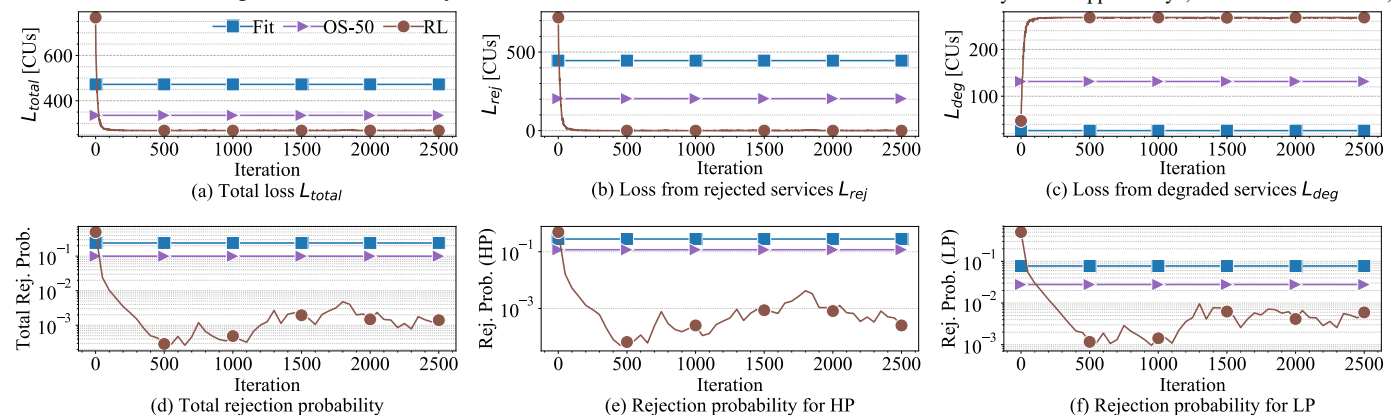 Fit OS-50 RL
L_total [CUs]
600
400
0 500 1000 1500 2000 2500
Iteration
(a) Total loss L_total
L_rej [CUs]
500
0
0 500 1000 1500 2000 2500
Iteration
(b) Loss from rejected services L_rej
L_deg [CUs]
200
100
0 500 1000 1500 2000 2500
Iteration
(c) Loss from degraded services L_deg
Total Rej. Prob.
10⁻¹
10⁻²
10⁻³
0 500 1000 1500 2000 2500
Iteration
(d) Total rejection probability
Rej. Prob. (HP)
10⁻¹
10⁻³
0 500 1000 1500 2000 2500
Iteration
(e) Rejection probability for HP
Rej. Prob. (LP)
10⁻¹
10⁻²
10⁻³
0 500 1000 1500 2000 2500
Iteration
(f) Rejection probability for LP